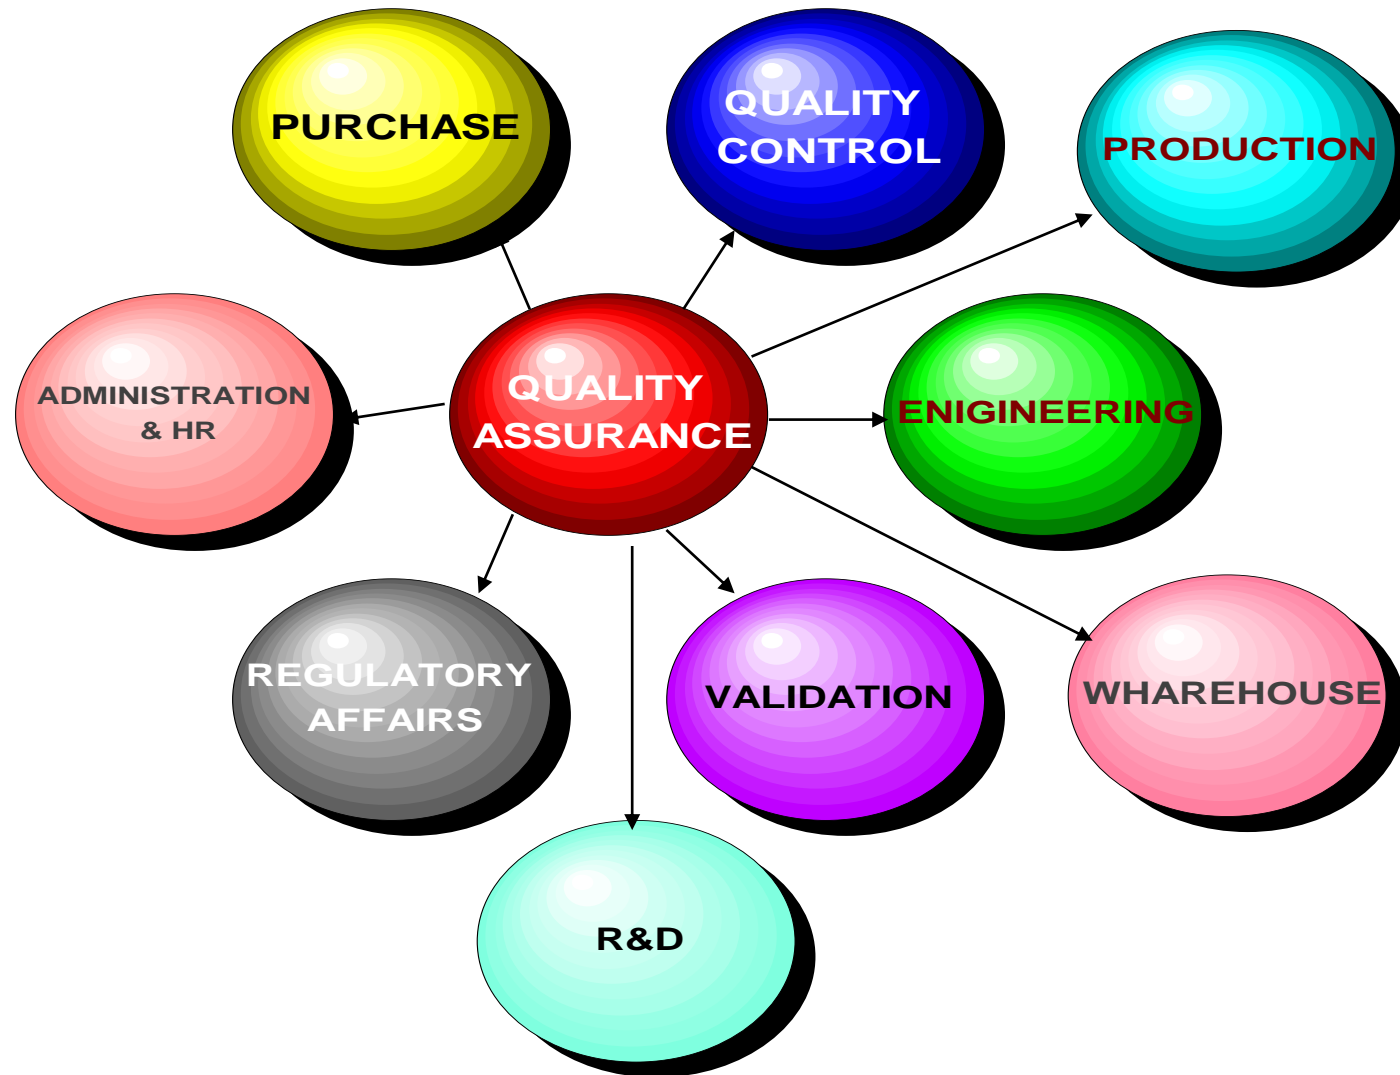 PURCHASE
QUALITY
CONTROL
PRODUCTION
ADMINISTRATION
& HR
QUALITY
ASSURANCE
ENIGINEERING
REGULATORY
AFFAIRS
VALIDATION
WHAREHOUSE
R&D